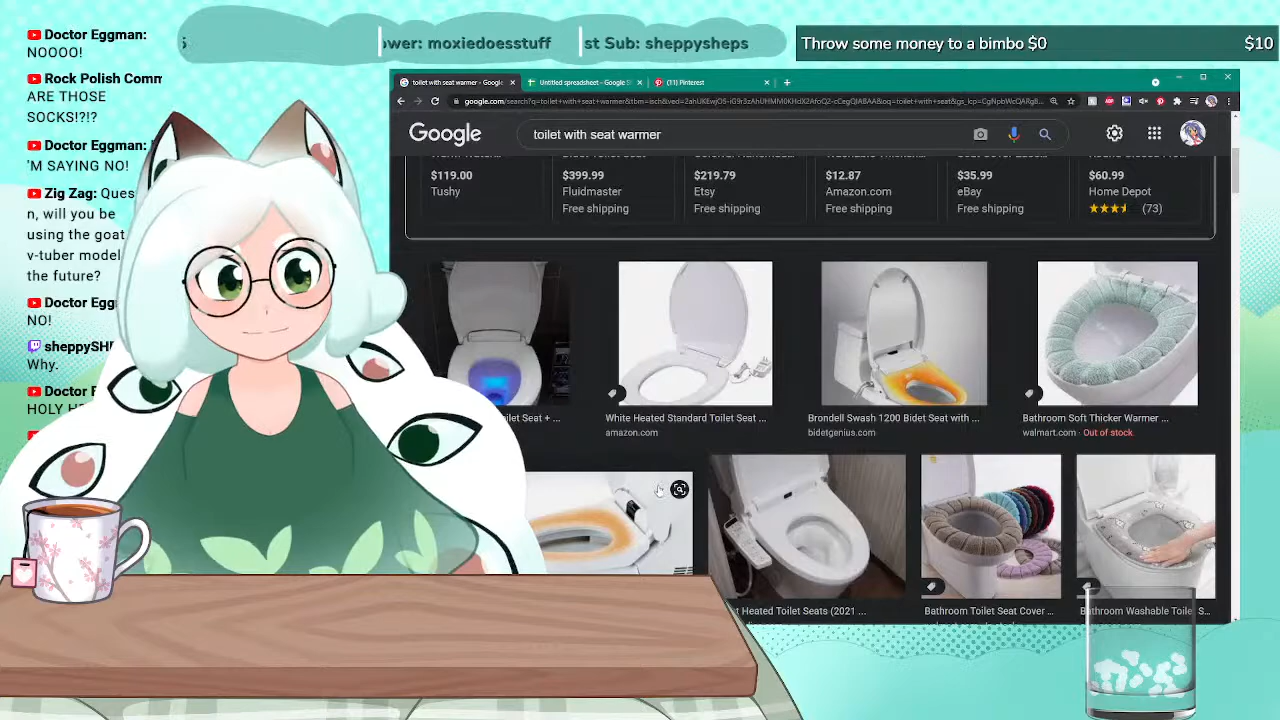 Doctor Eggman:
NOOOO!
Rock Polish Comm
ARE THOSE
SOCKS!?!?
Doctor Eggman:
'M SAYING NO!
Zig Zag: Ques
n, will you be
using the goat
v-tuber model
the future?
Doctor Egg
NO!
sheppySH
Why.
Doctor E
HOLY
ower: moxiedoesstuff
st Sub: sheppysheps
Throw some money to a bimbo $0
$10
toilet with seat warmer - Google
Untitled spreadsheet - Google S
(11) Pinterest
Google
toilet with seat warmer
$119.00
Tushy
$399.99
Fluidmaster
Free shipping
$219.79
Etsy
Free shipping
$12.87
Amazon.com
Free shipping
$35.99
eBay
Free shipping
$60.99
Home Depot
(73)
ilet Seat + ...
White Heated Standard Toilet Seat ...
amazon.com
Brondell Swash 1200 Bidet Seat with ...
bidetgenius.com
Bathroom Soft Thicker Warmer ...
walmart.com · Out of stock
t Heated Toilet Seats (2021 ...
Bathroom Toilet Seat Cover ...
Bathroom Washable Toile S...